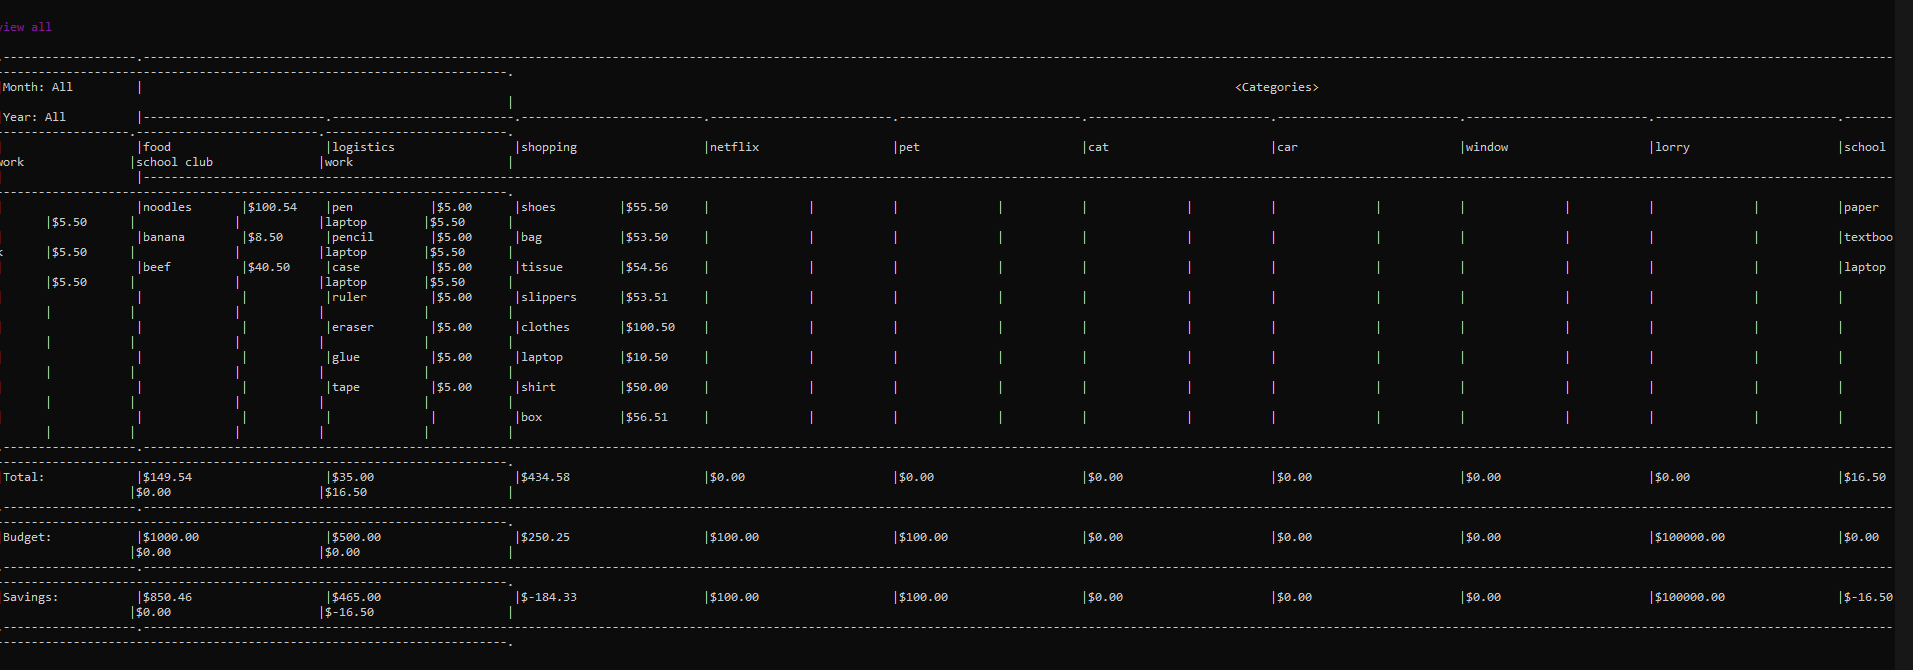 view all
.-------------------.-----------------------------------------------------------
-------------------------------------------------------------------------.
Month: All | <Categories>
|
Year: All |--------------------------.--------------------------.--------------------------.--------------------------.--------------------------.--------------------------.--------------------------.--------------------------.-------
-------------------.--------------------------.--------------------------.
| |food |logistics |shopping |netflix |pet |cat |car |window |lorry |school
work |school club |work |
| |-----------------------------------------------------------
-------------------------------------------------------------------------.
| |noodles |$100.54 |pen |$5.00 |shoes |$55.50 | | | | | | | | | | | | |paper
|$5.50 | | |laptop |$5.50 |
| |banana |$8.50 |pencil |$5.00 |bag |$53.50 | | | | | | | | | | | | |textboo
k |$5.50 | | |laptop |$5.50 |
| |beef |$40.50 |case |$5.00 |tissue |$54.56 | | | | | | | | | | | | |laptop
|$5.50 | | |laptop |$5.50 |
| | | |ruler |$5.00 |slippers |$53.51 | | | | | | | | | | | | |
| | | | | |
| | | |eraser |$5.00 |clothes |$100.50 | | | | | | | | | | | | |
| | | | | |
| | | |glue |$5.00 |laptop |$10.50 | | | | | | | | | | | | |
| | | | | |
| | | |tape |$5.00 |shirt |$50.00 | | | | | | | | | | | | |
| | | | | |
| | | | | |box |$56.51 | | | | | | | | | | | | |
| | | | | |
.-------------------.-----------------------------------------------------------
-------------------------------------------------------------------------.
Total: |$149.54 |$35.00 |$434.58 |$0.00 |$0.00 |$0.00 |$0.00 |$0.00 |$0.00 |$16.50
|$0.00 |$16.50 |
.-------------------.-----------------------------------------------------------
-------------------------------------------------------------------------.
Budget: |$1000.00 |$500.00 |$250.25 |$100.00 |$100.00 |$0.00 |$0.00 |$0.00 |$100000.00 |$0.00
|$0.00 |$0.00 |
.-------------------.-----------------------------------------------------------
-------------------------------------------------------------------------.
Savings: |$850.46 |$465.00 |$-184.33 |$100.00 |$100.00 |$0.00 |$0.00 |$0.00 |$100000.00 |$-16.50
|$0.00 |$-16.50 |
.-------------------.-----------------------------------------------------------
-------------------------------------------------------------------------.